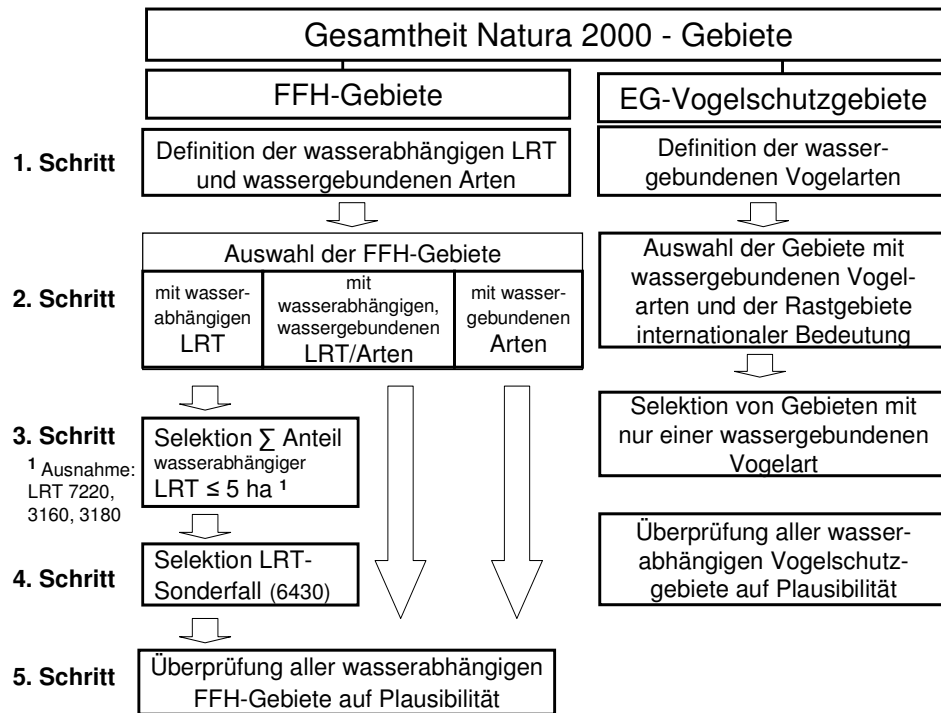 Gesamtheit Natura 2000 - Gebiete
FFH-Gebiete
EG-Vogelschutzgebiete
1. Schritt
Definition der wasserabhängigen LRT
und wassergebundenen Arten
Definition der wasser-
gebundenen Vogelarten
2. Schritt
Auswahl der FFH-Gebiete
mit wasser-
abhängigen
LRT
mit
wasserabhängigen,
wassergebundenen
LRT/Arten
mit wasser-
gebundenen
Arten
Auswahl der Gebiete mit
wassergebundenen Vogel-
arten und der Rastgebiete
internationaler Bedeutung
3. Schritt
1 Ausnahme:
LRT 7220,
3160, 3180
Selektion ∑ Anteil
wasserabhängiger
LRT ≤ 5 ha 1
Selektion von Gebieten mit
nur einer wassergebundenen
Vogelart
4. Schritt
Selektion LRT-
Sonderfall (6430)
Überprüfung aller wasser-
abhängigen Vogelschutz-
gebiete auf Plausibilität
5. Schritt
Überprüfung aller wasserabhängigen
FFH-Gebiete auf Plausibilität